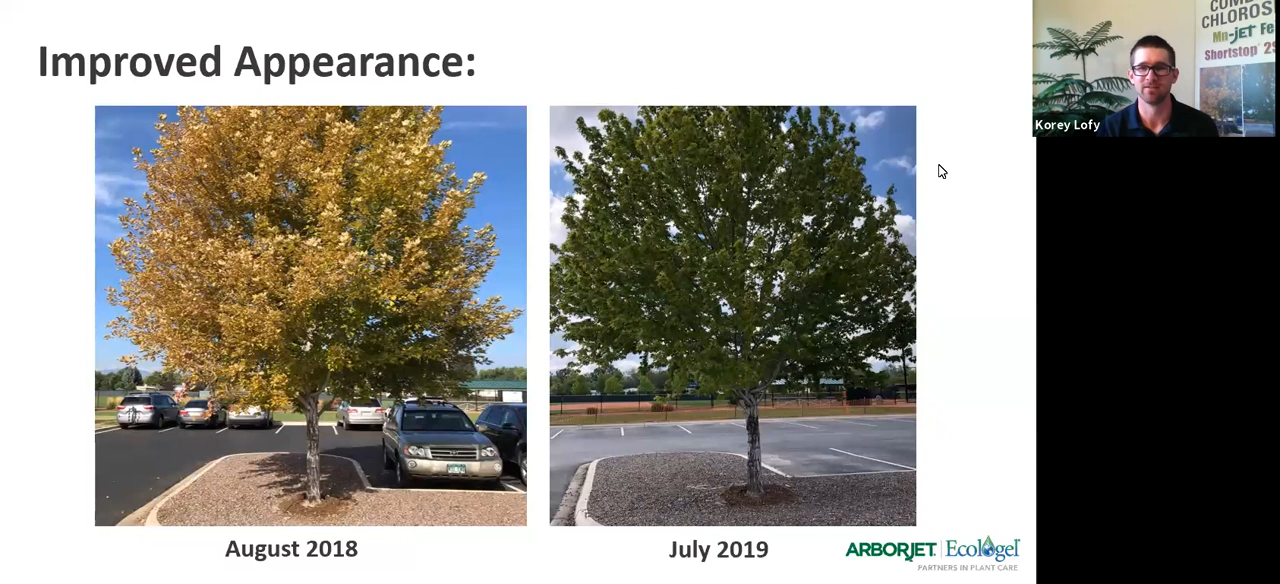 Improved Appearance:
August 2018
July 2019
ARBORJET | Ecologel
PARTNERS IN PLANT CARE
CHLOROS
Mn-JET Fe
Shortstop
Korey Lofy